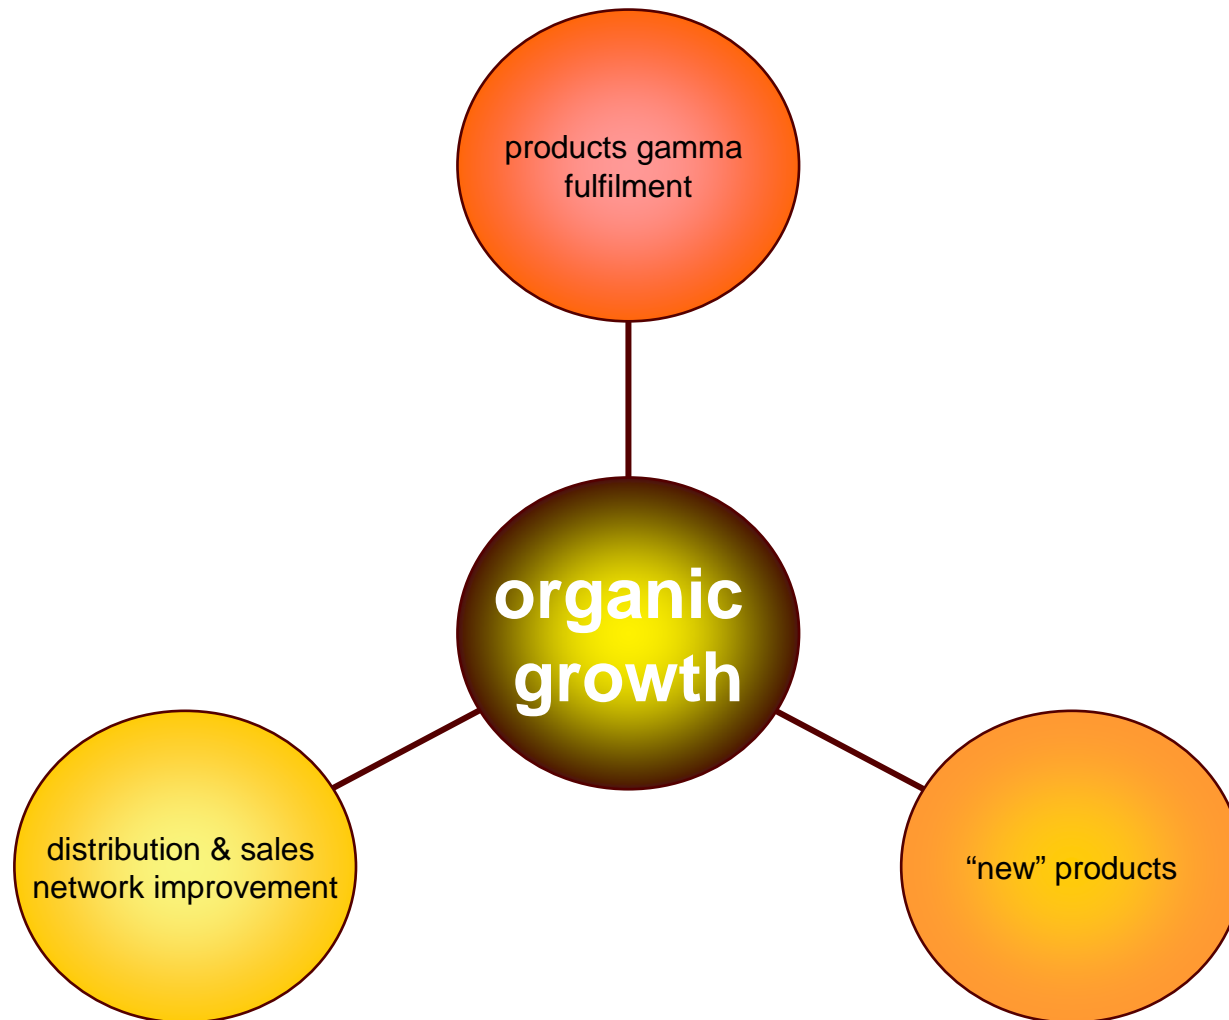 products gamma
fulfilment
organic
growth
distribution & sales
network improvement
“new” products